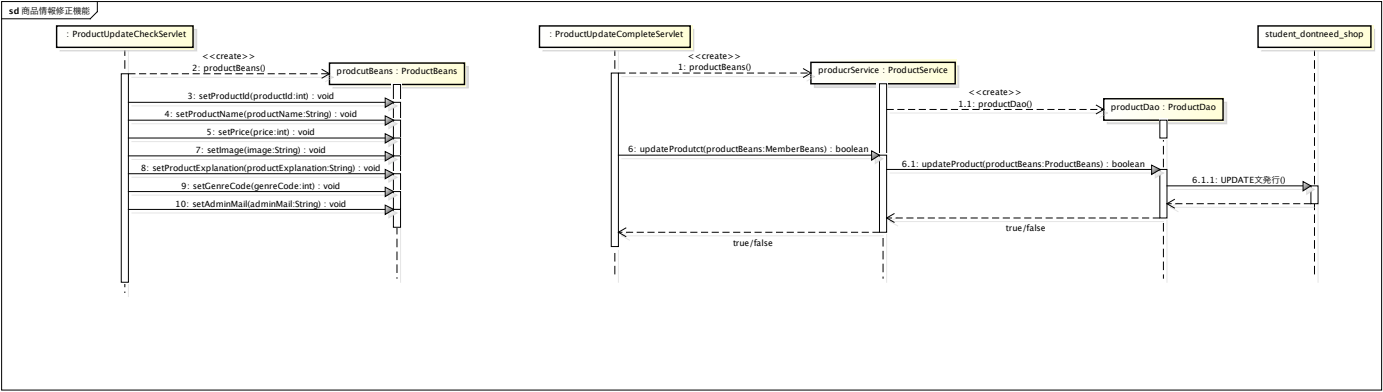 sd 商品情報修正機能
: ProductUpdateCheckServlet
: ProductUpdateCompleteServlet
student_dontneed_shop
<<create>>
2: productBeans()
prodcutBeans : ProductBeans
<<create>>
1: productBeans()
producrService : ProductService
<<create>>
1.1: productDao()
productDao : ProductDao
3: setProductId(productId:int) : void
4: setProductName(productName:String) : void
5: setPrice(price:int) : void
7: setImage(image:String) : void
8: setProductExplanation(productExplanation:String) : void
9: setGenreCode(genreCode:int) : void
10: setAdminMail(adminMail:String) : void
6: updateProdutct(productBeans:MemberBeans) : boolean
6.1: updateProduct(productBeans:ProductBeans) : boolean
6.1.1: UPDATE文発行()
true/false
true/false